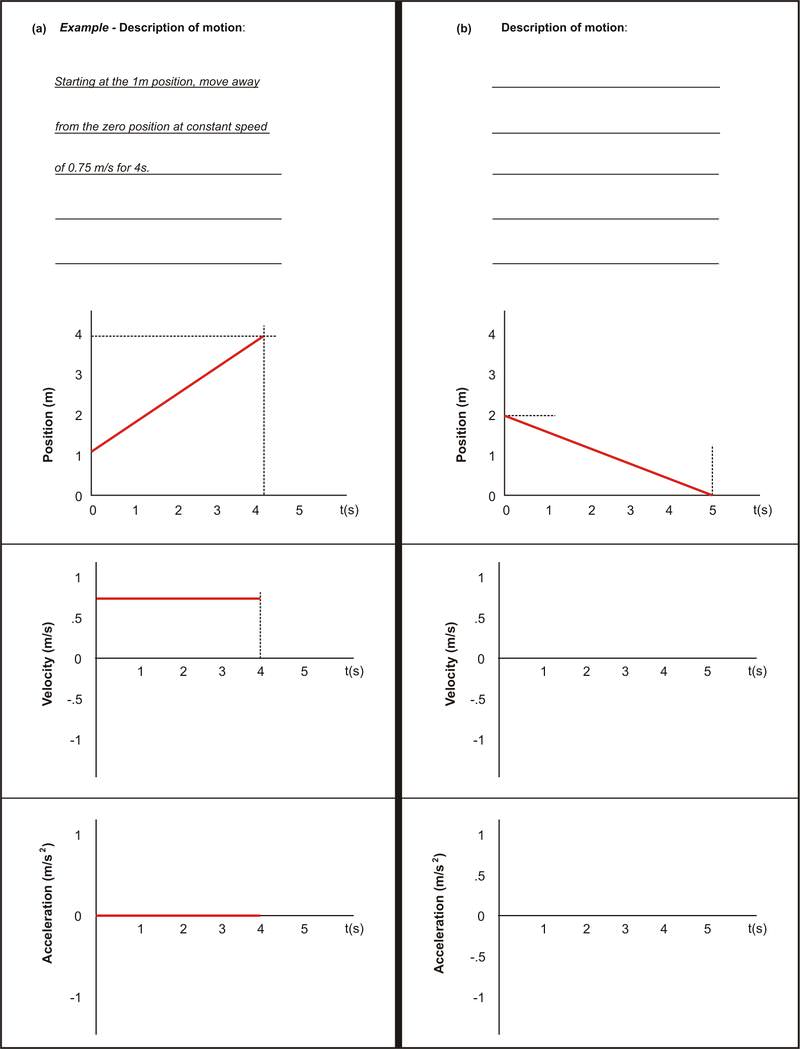 (a) Example - Description of motion:
Starting at the 1m position, move away
from the zero position at constant speed
of 0.75 m/s for 4s.
Position (m)
4
3
2
1
0
0 1 2 3 4 5 t(s)
Velocity (m/s)
1
.5
0
-.5
-1
1 2 3 4 5 t(s)
Acceleration (m/s²)
1
0
-1
1 2 3 4 5 t(s)
(b) Description of motion:
Position (m)
4
3
2
1
0
0 1 2 3 4 5 t(s)
Velocity (m/s)
1
.5
0
-.5
-1
1 2 3 4 5 t(s)
Acceleration (m/s²)
1
.5
0
-.5
-1
1 2 3 4 5 t(s)